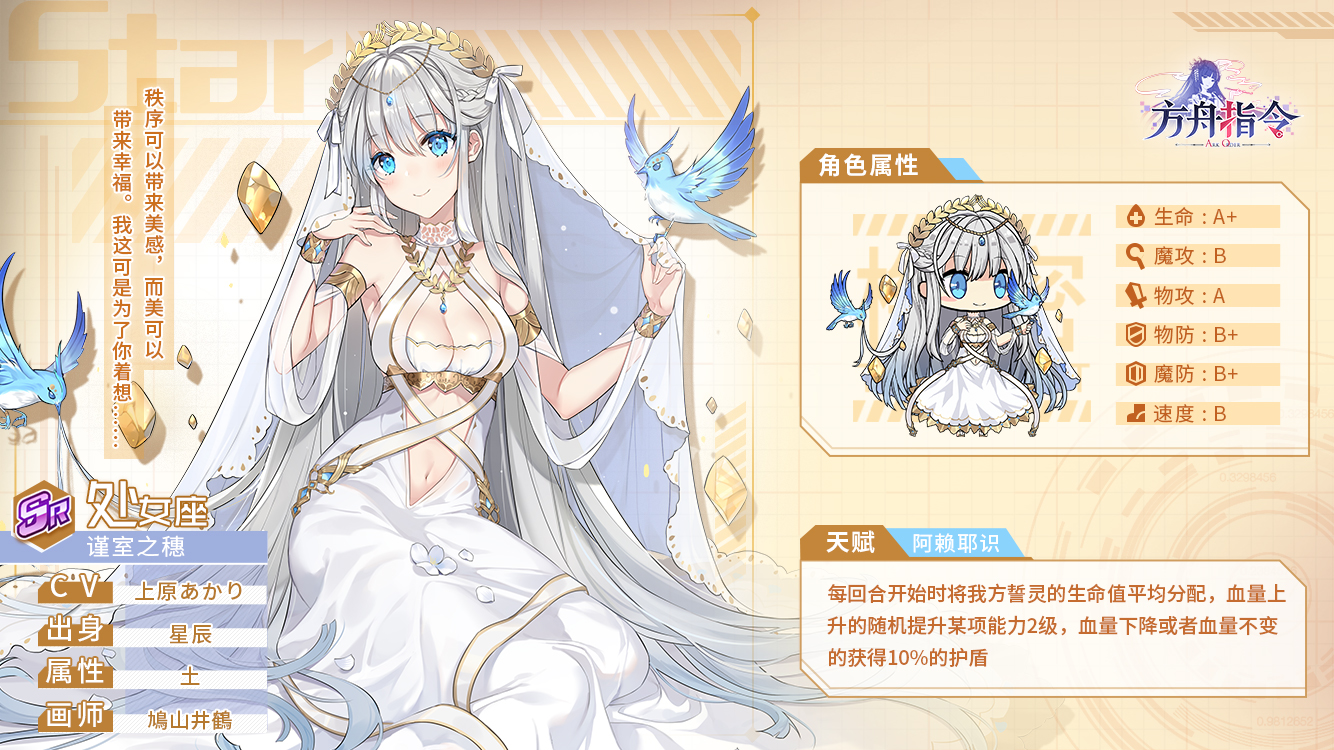 Star
秩序可以带来美感，而美可以
带来幸福。我这可是为了你着想……
SR
处女座
谨室之穗
CV 上原あかり
出身 星辰
属性 土
画师 鳩山井鶴
方舟指令
ARK ORDER
角色属性
生命：A+
魔攻：B
物攻：A
物防：B+
魔防：B+
速度：B
天赋 阿赖耶识
每回合开始时将我方誓灵的生命值平均分配，血量上
升的随机提升某项能力2级，血量下降或者血量不变
的获得10%的护盾